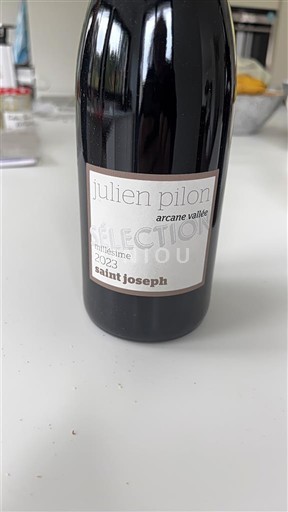 julien pilon
arcane vallée
SÉLECTION
millésime
2023
saint joseph